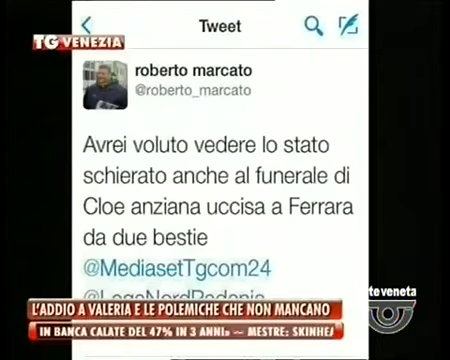 Tweet
TG VENEZIA
roberto marcato
@roberto_marcato
Avrei voluto vedere lo stato
schierato anche al funerale di
Cloe anziana uccisa a Ferrara
da due bestie
@MediasetTgcom24
@LegaNordPadania
televeneta
L'ADDIO A VALERIA E LE POLEMICHE CHE NON MANCANO
IN BANCA CALATE DEL 47% IN 3 ANNI» ~~ MESTRE: SKINHEA